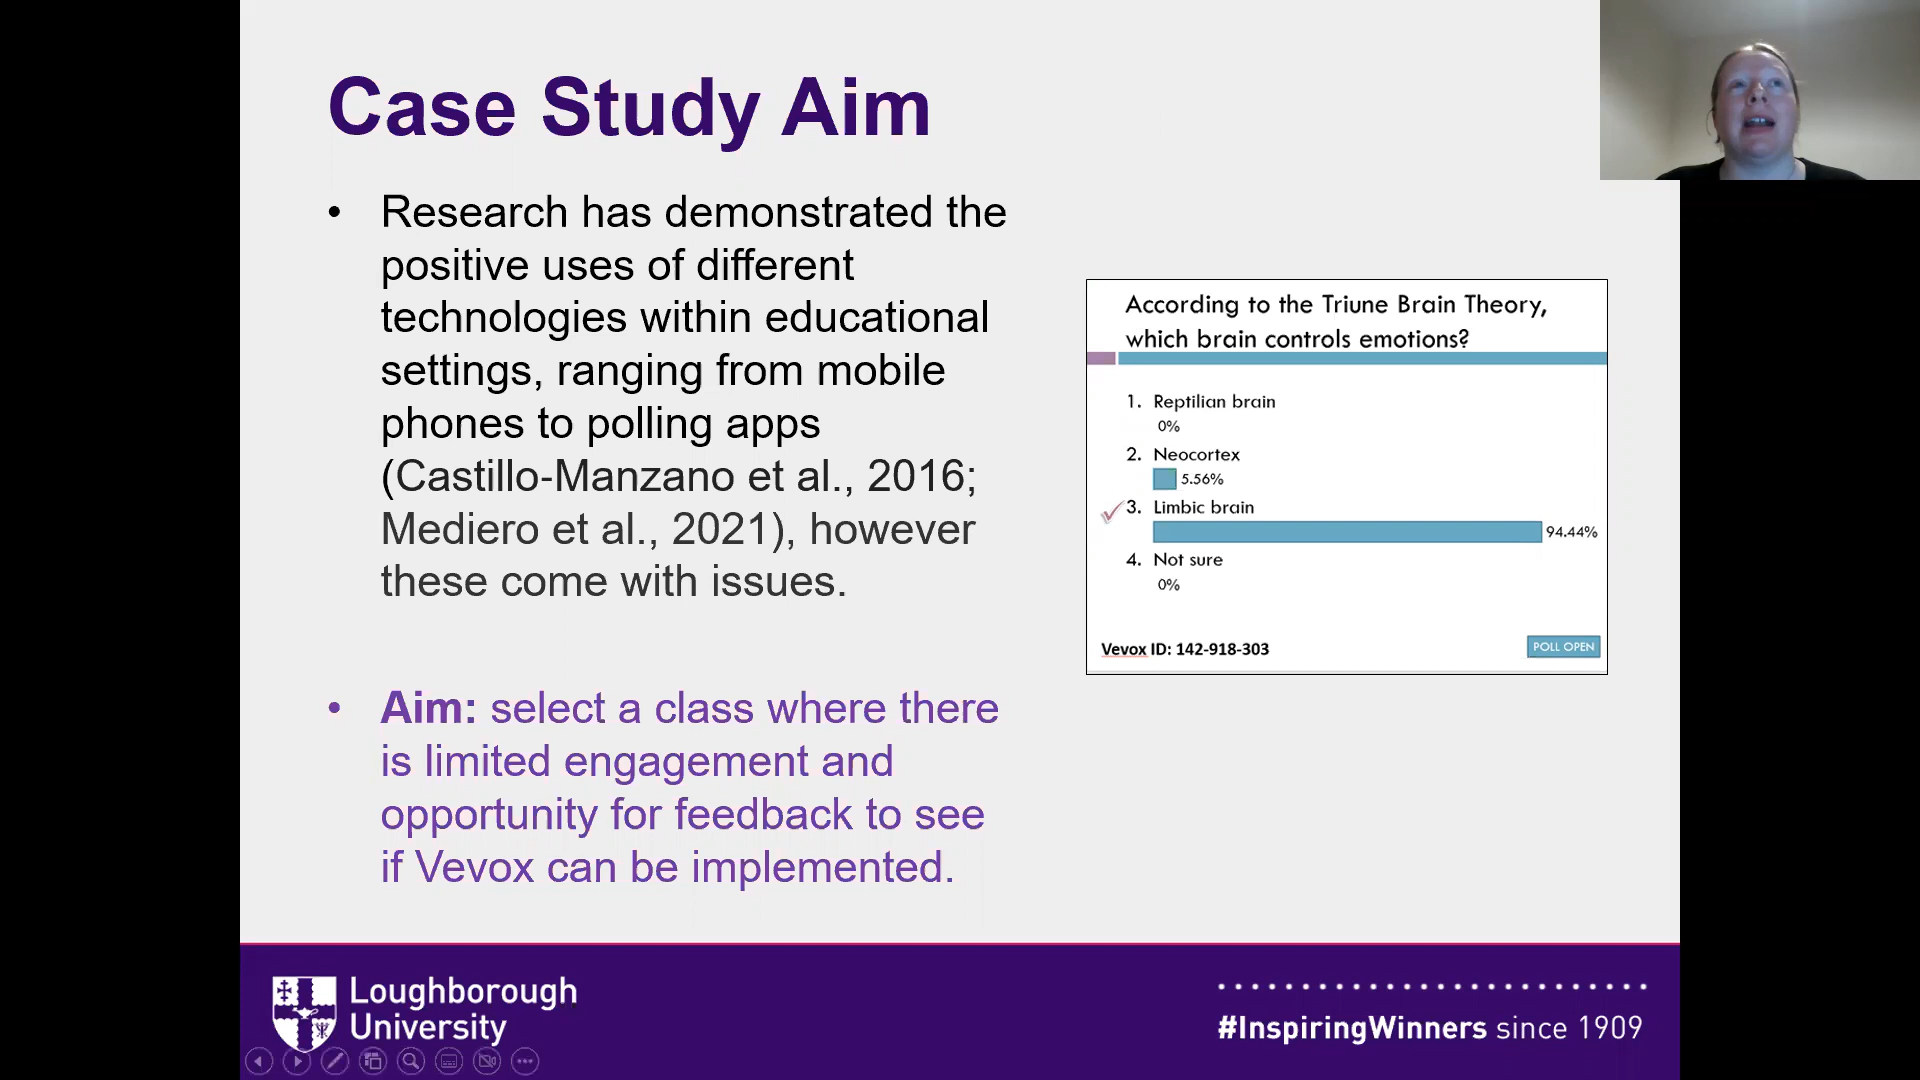 Case Study Aim
• Research has demonstrated the
positive uses of different
technologies within educational
settings, ranging from mobile
phones to polling apps
(Castillo-Manzano et al., 2016;
Mediero et al., 2021), however
these come with issues.
• Aim: select a class where there
is limited engagement and
opportunity for feedback to see
if Vevox can be implemented.
According to the Triune Brain Theory,
which brain controls emotions?
1. Reptilian brain
0%
2. Neocortex
5.56%
3. Limbic brain
94.44%
4. Not sure
0%
Vevox ID: 142-918-303
POLL OPEN
Loughborough
University
#InspiringWinners since 1909